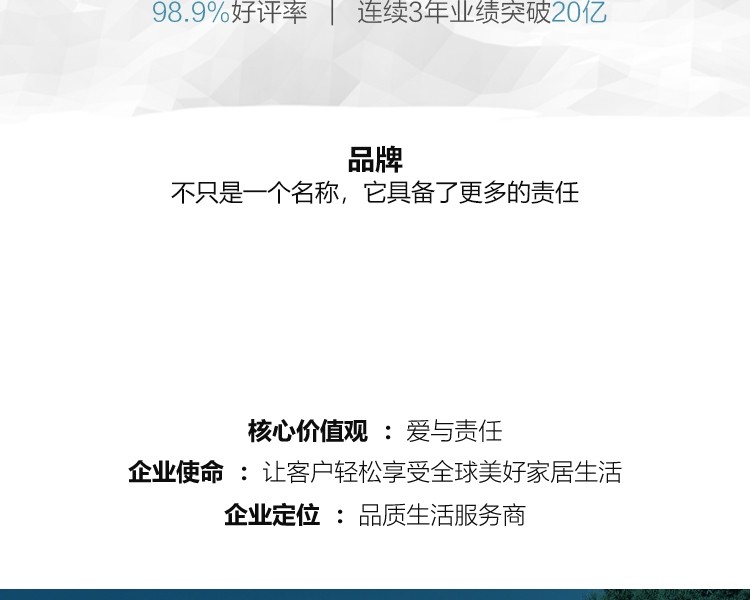 98.9%好评率 | 连续3年业绩突破20亿
品牌
不只是一个名称，它具备了更多的责任
核心价值观 ：爱与责任
企业使命 ：让客户轻松享受全球美好家居生活
企业定位 ：品质生活服务商